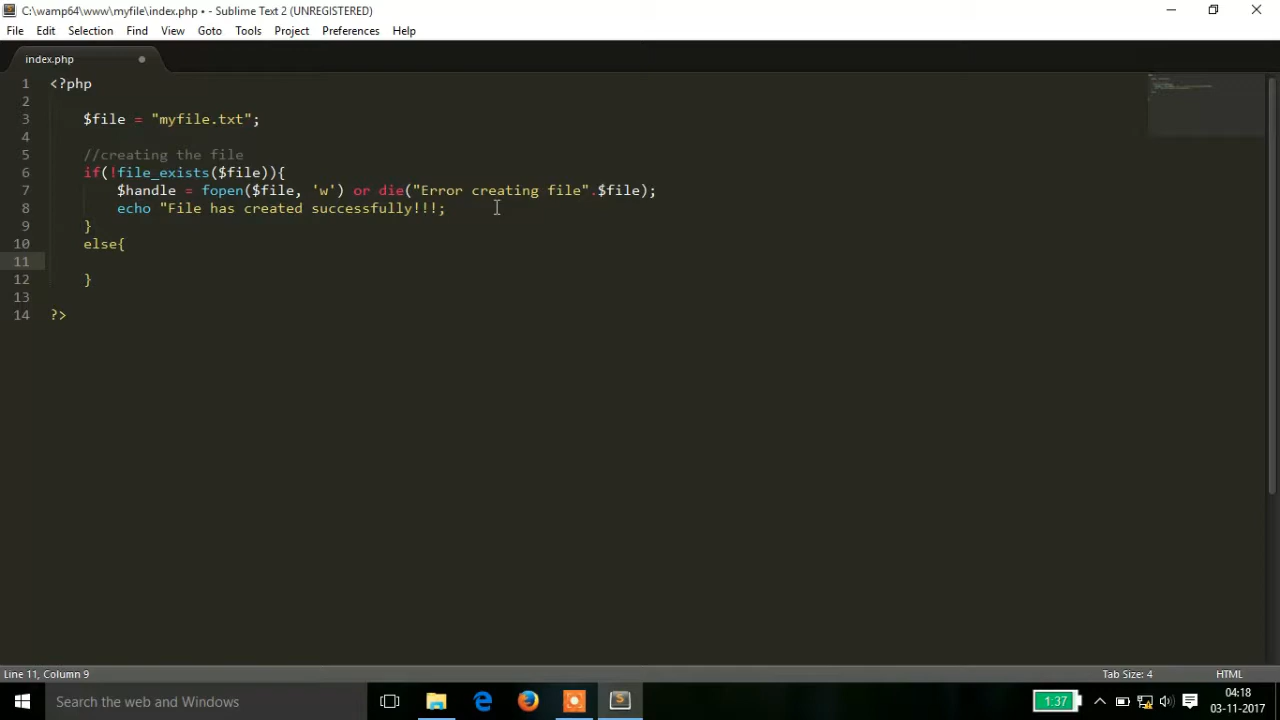 C:\wamp64\www\myfile\index.php • - Sublime Text 2 (UNREGISTERED)
File Edit Selection Find View Goto Tools Project Preferences Help
index.php
1 <?php
2
3 $file = "myfile.txt";
4
5 //creating the file
6 if(!file_exists($file)){
7 $handle = fopen($file, 'w') or die("Error creating file".$file);
8 echo "File has created successfully!!!;
9 }
10 else{
11
12 }
13
14 ?>
Line 11, Column 9 Tab Size: 4 HTML
Search the web and Windows 1:37 04:18
03-11-2017